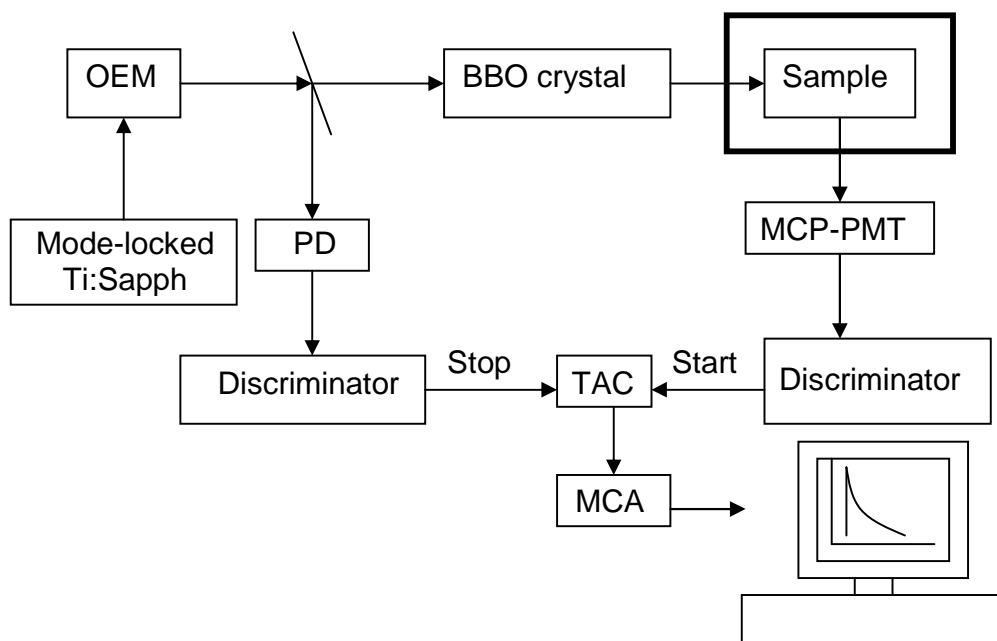 OEM
BBO crystal
Sample
Mode-locked
Ti:Sapph
PD
MCP-PMT
Discriminator
Stop
TAC
Start
Discriminator
MCA